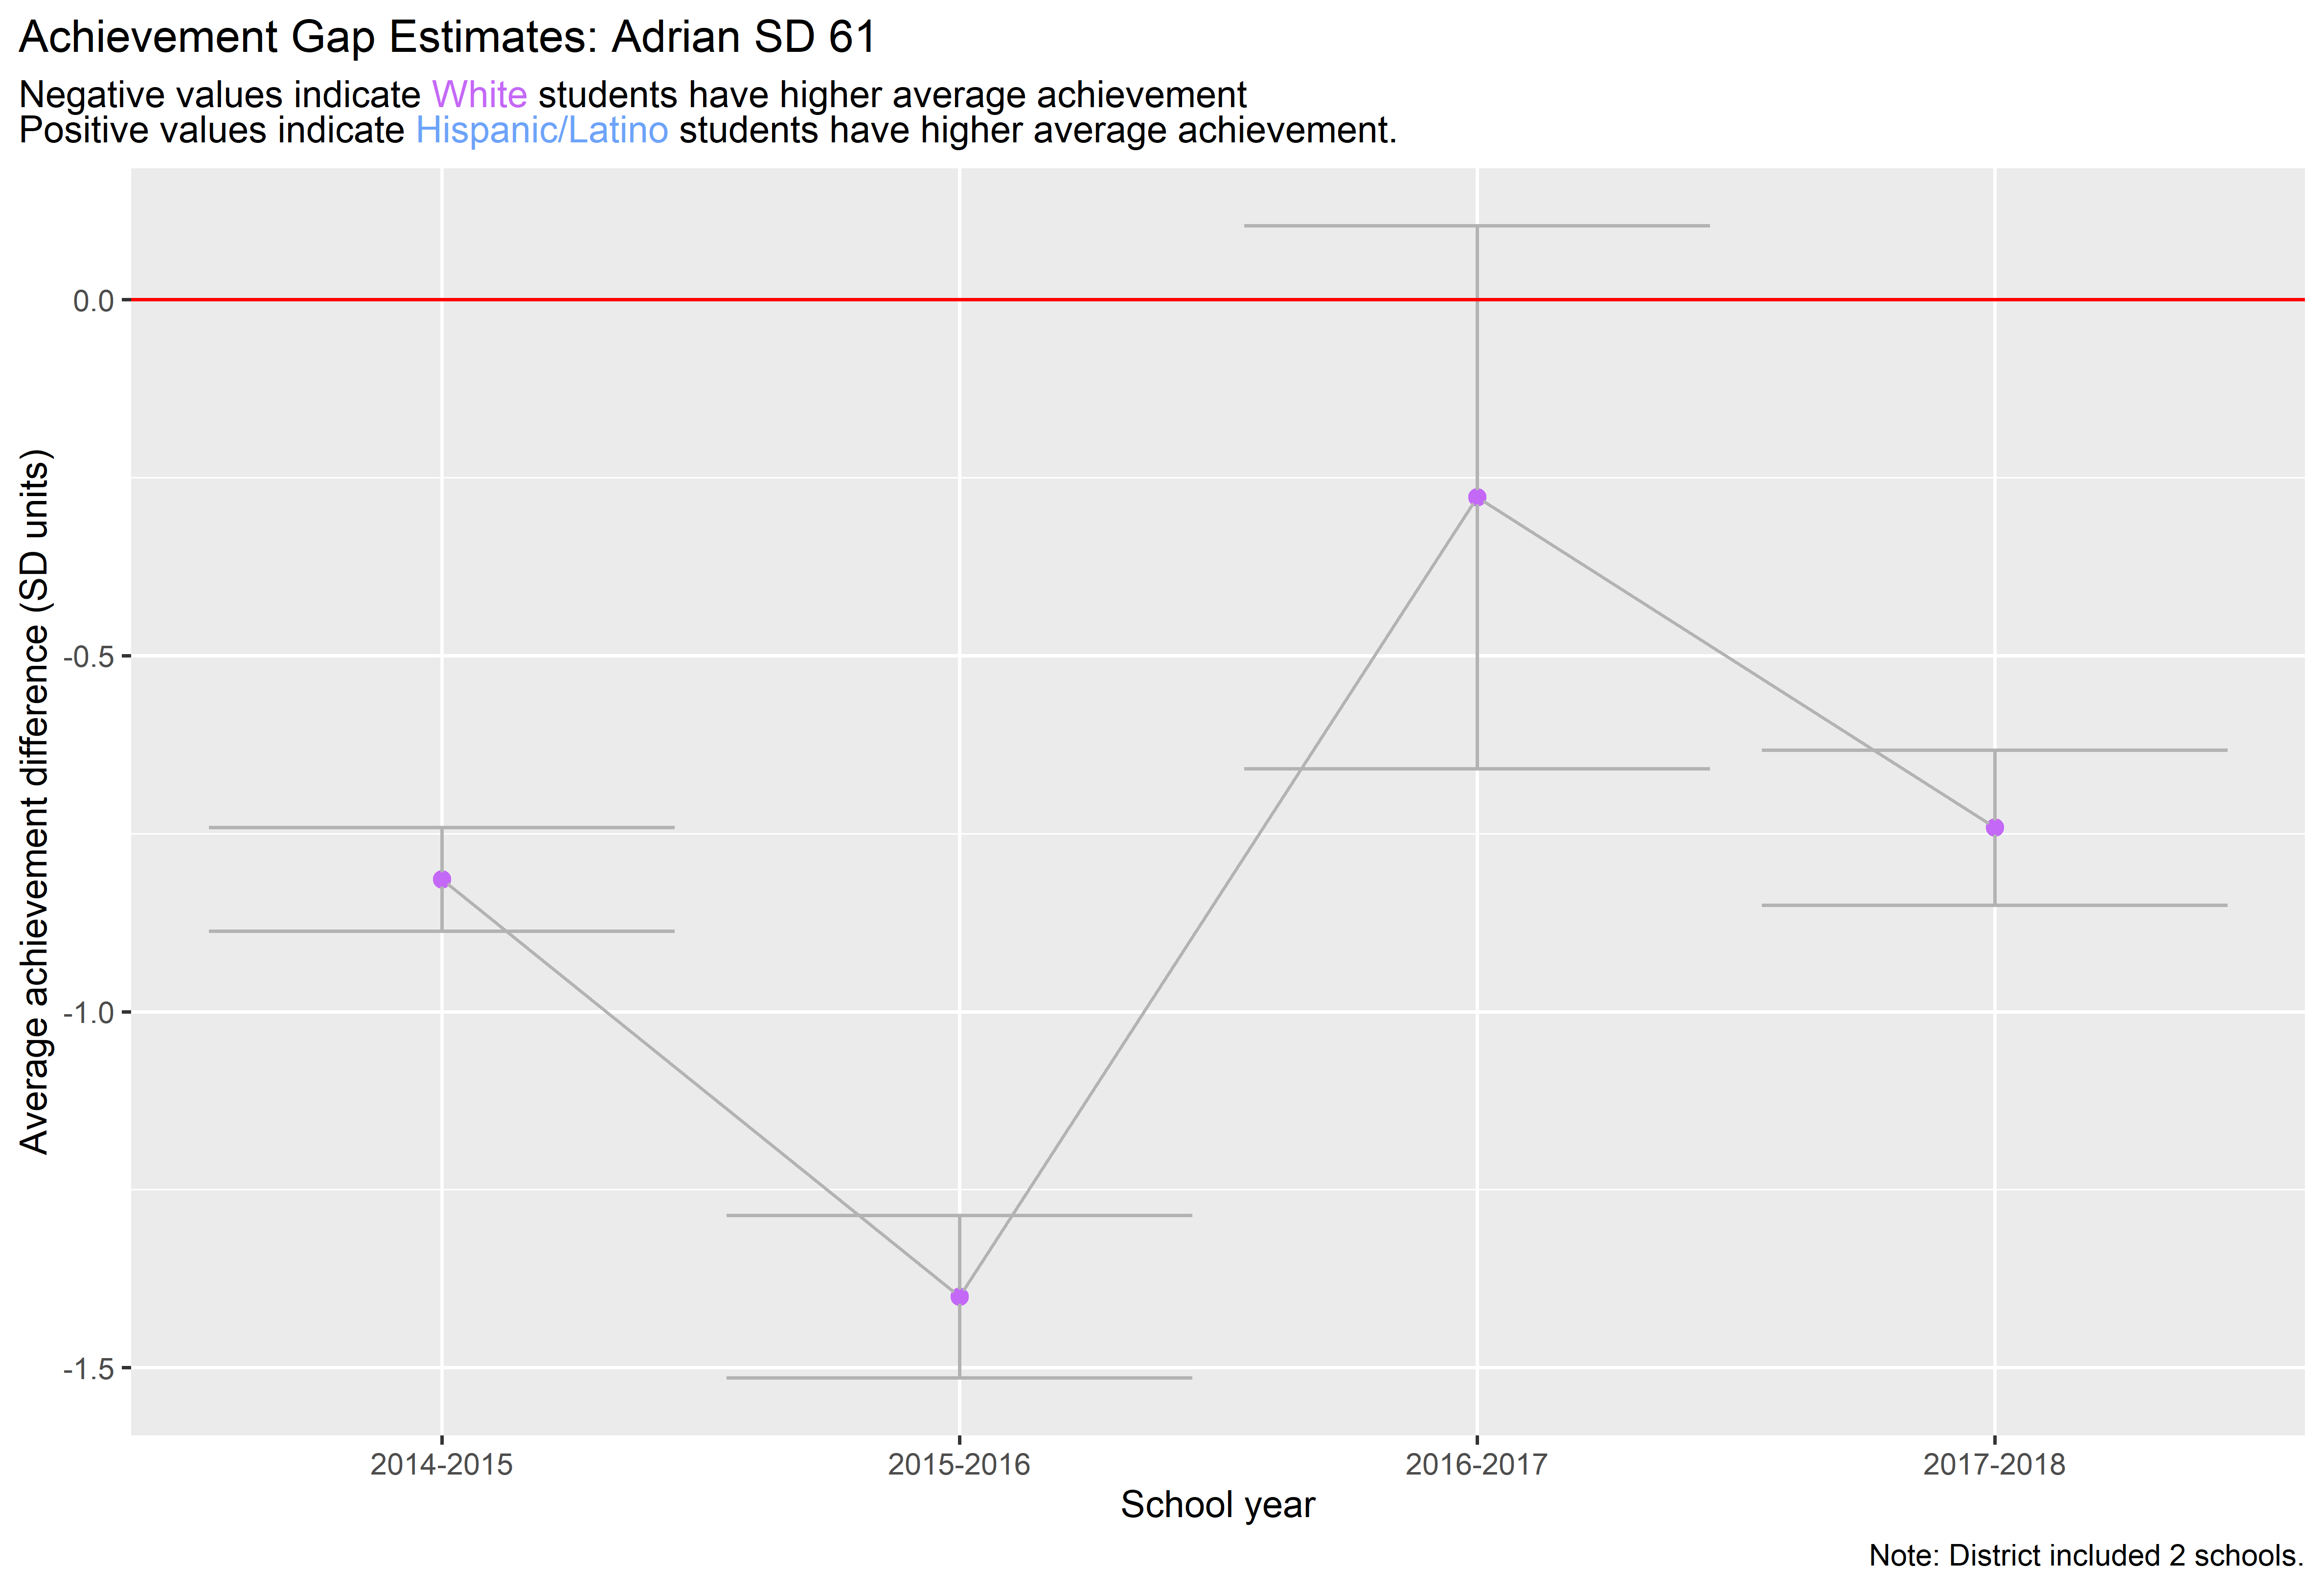 Achievement Gap Estimates: Adrian SD 61
Negative values indicate White students have higher average achievement
Positive values indicate Hispanic/Latino students have higher average achievement.
Average achievement difference (SD units)
0.0
-0.5
-1.0
-1.5
2014-2015 2015-2016 2016-2017 2017-2018
School year
Note: District included 2 schools.